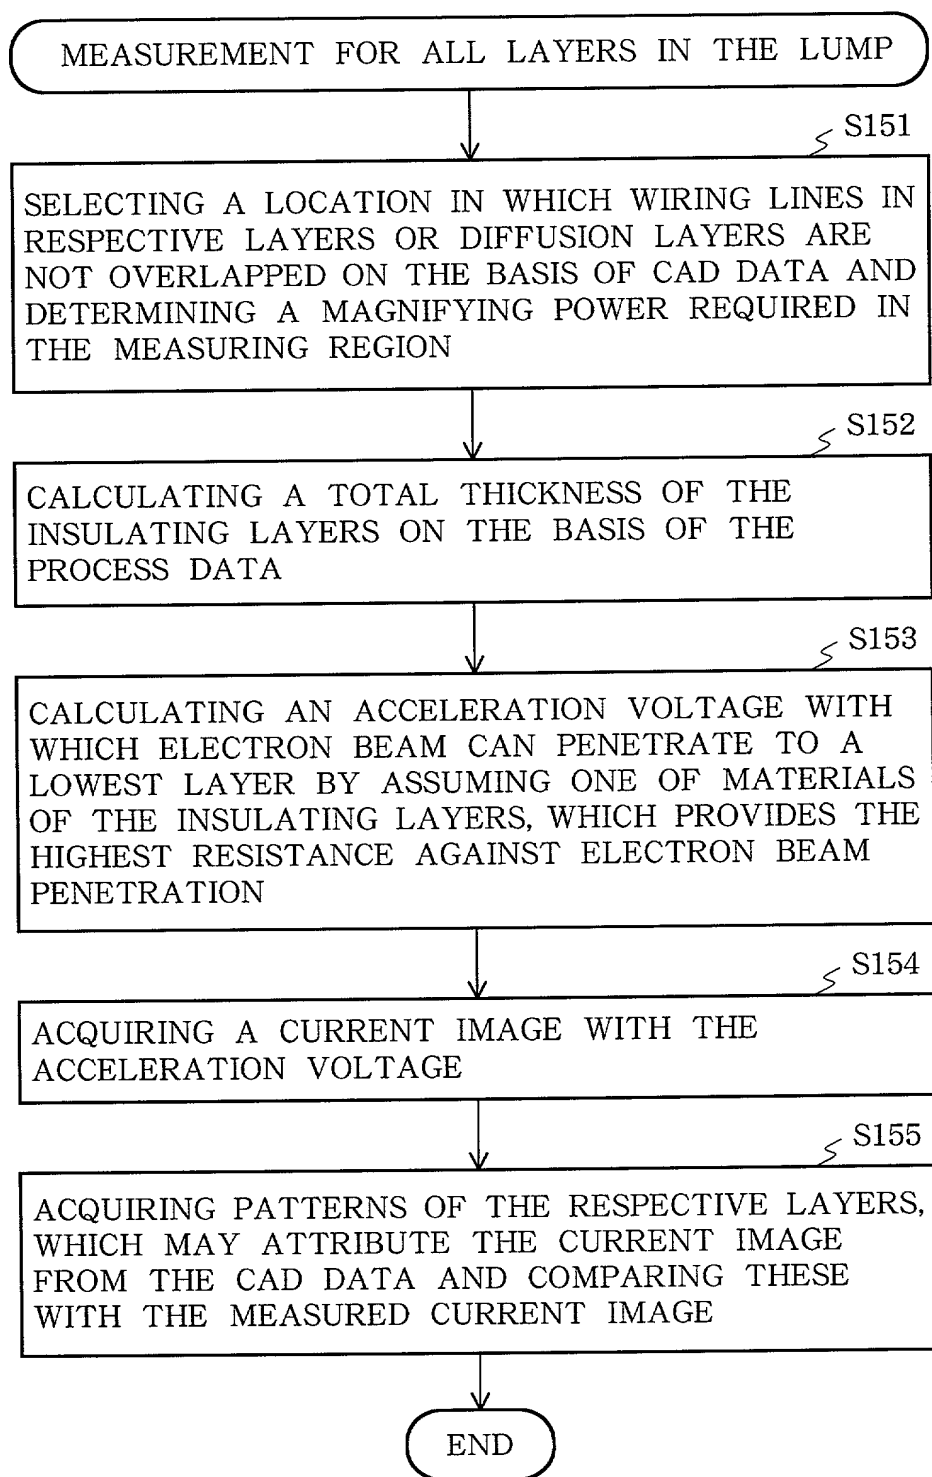 MEASUREMENT FOR ALL LAYERS IN THE LUMP
S151
SELECTING A LOCATION IN WHICH WIRING LINES IN
RESPECTIVE LAYERS OR DIFFUSION LAYERS ARE
NOT OVERLAPPED ON THE BASIS OF CAD DATA AND
DETERMINING A MAGNIFYING POWER REQUIRED IN
THE MEASURING REGION
S152
CALCULATING A TOTAL THICKNESS OF THE
INSULATING LAYERS ON THE BASIS OF THE
PROCESS DATA
S153
CALCULATING AN ACCELERATION VOLTAGE WITH
WHICH ELECTRON BEAM CAN PENETRATE TO A
LOWEST LAYER BY ASSUMING ONE OF MATERIALS
OF THE INSULATING LAYERS, WHICH PROVIDES THE
HIGHEST RESISTANCE AGAINST ELECTRON BEAM
PENETRATION
S154
ACQUIRING A CURRENT IMAGE WITH THE
ACCELERATION VOLTAGE
S155
ACQUIRING PATTERNS OF THE RESPECTIVE LAYERS,
WHICH MAY ATTRIBUTE THE CURRENT IMAGE
FROM THE CAD DATA AND COMPARING THESE
WITH THE MEASURED CURRENT IMAGE
END